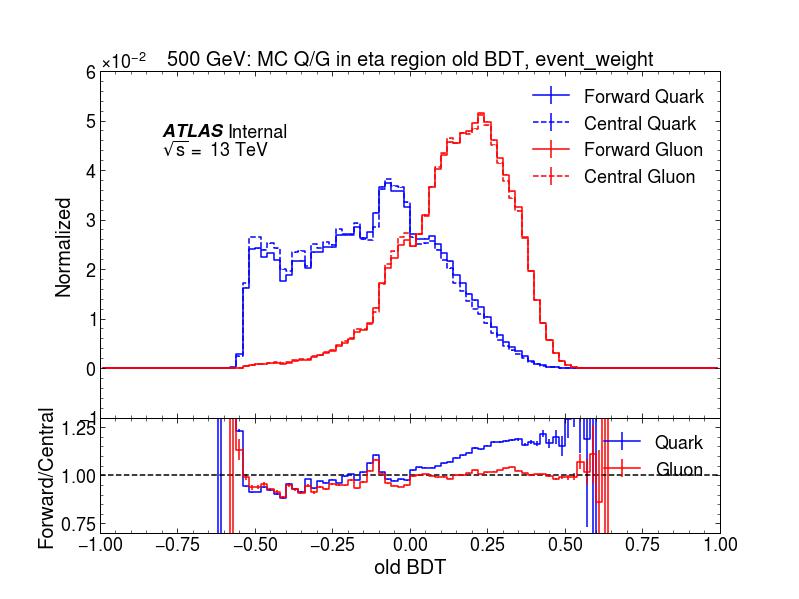 ×10⁻² 500 GeV: MC Q/G in eta region old BDT, event_weight
6
5
4
3
2
1
0
−1
Normalized
ATLAS Internal
√s = 13 TeV
Forward Quark
Central Quark
Forward Gluon
Central Gluon
1.25
1.00
0.75
Forward/Central
Quark
Gluon
−1.00 −0.75 −0.50 −0.25 0.00 0.25 0.50 0.75 1.00
old BDT